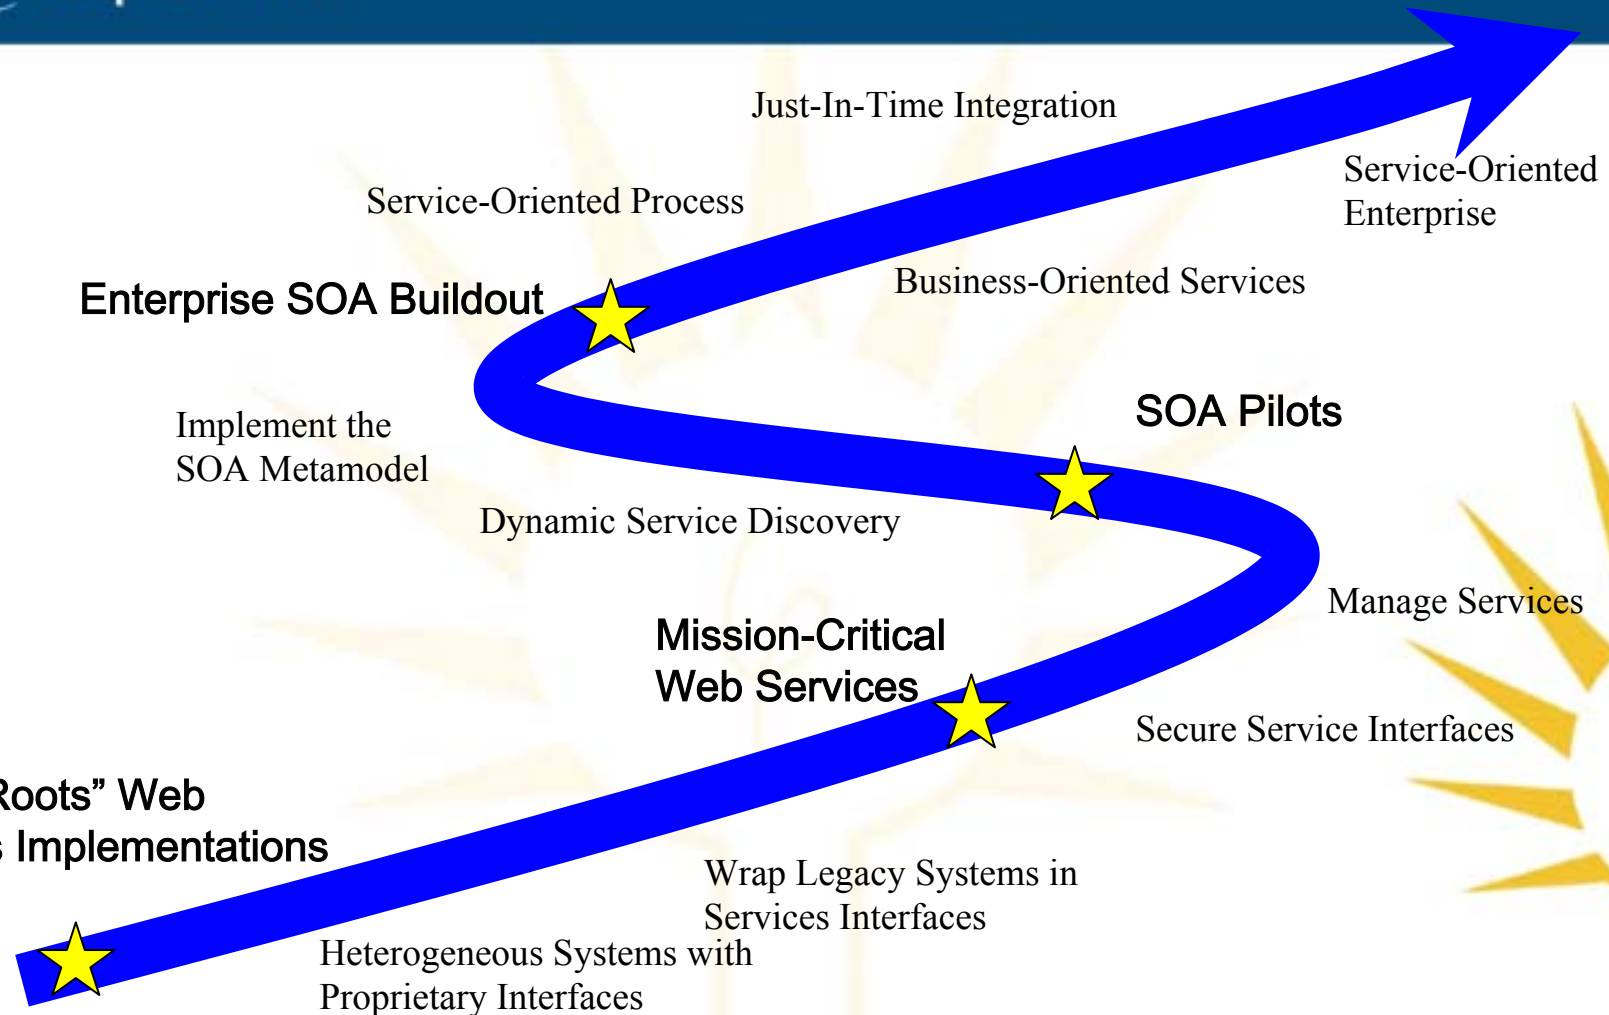 Just-In-Time Integration
Service-Oriented
Enterprise
Service-Oriented Process
Business-Oriented Services
Enterprise SOA Buildout
SOA Pilots
Implement the
SOA Metamodel
Dynamic Service Discovery
Manage Services
Mission-Critical
Web Services
Secure Service Interfaces
Roots” Web
s Implementations
Wrap Legacy Systems in
Services Interfaces
Heterogeneous Systems with
Proprietary Interfaces